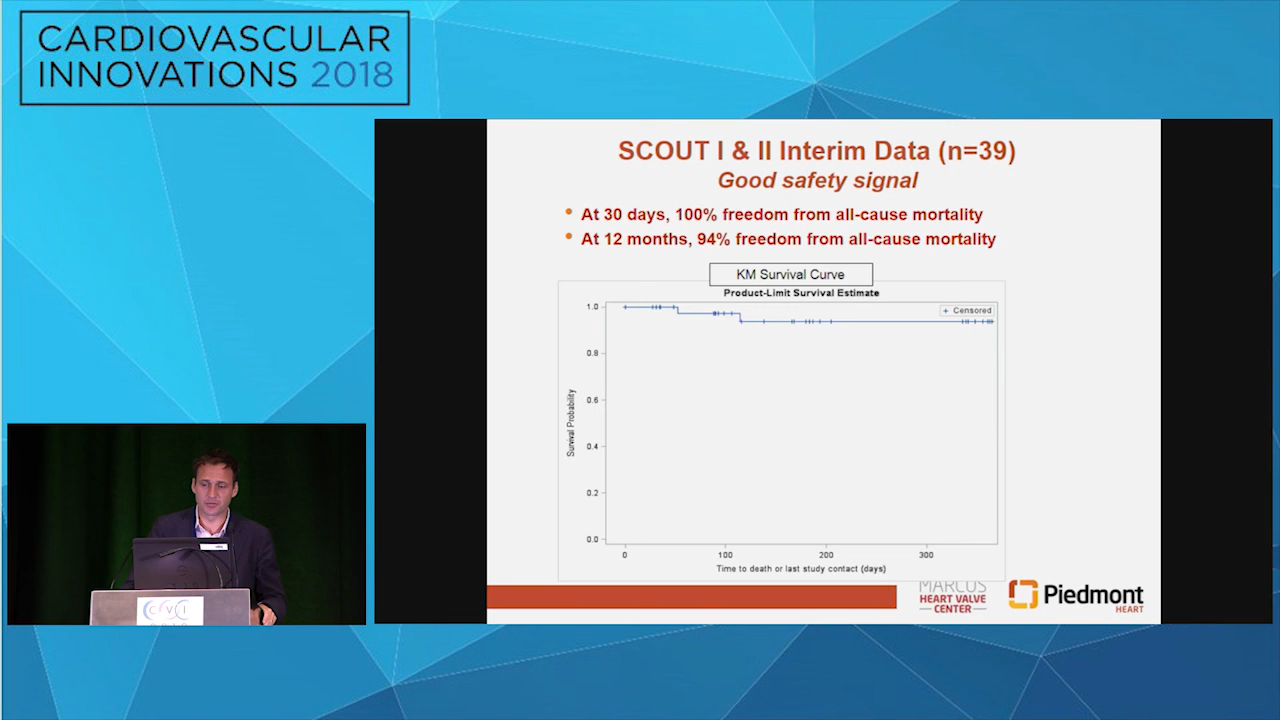 CARDIOVASCULAR
INNOVATIONS 2018
SCOUT I & II Interim Data (n=39)
Good safety signal
• At 30 days, 100% freedom from all-cause mortality
• At 12 months, 94% freedom from all-cause mortality
KM Survival Curve
Product-Limit Survival Estimate
+ Censored
1.0
0.8
0.6
0.4
0.2
0.0
Survival Probability
0 100 200 300
Time to death or last study contact (days)
MARCUS
HEART VALVE
CENTER
Piedmont
HEART
CVI